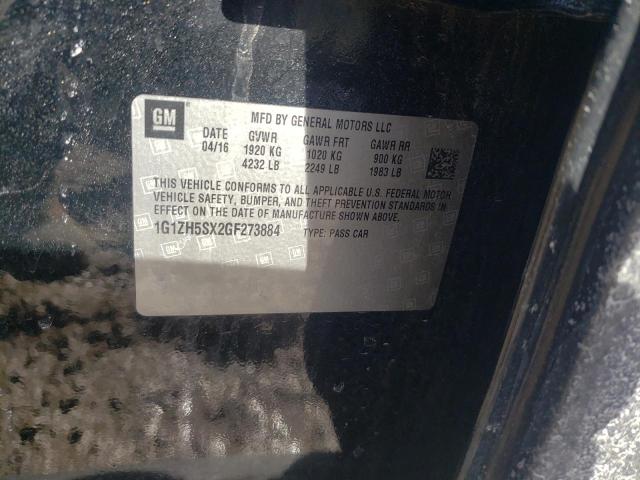 GM
MFD BY GENERAL MOTORS LLC
DATE GVWR GAWR FRT GAWR RR
04/16 1920 KG 1020 KG 900 KG
4232 LB 2249 LB 1983 LB
THIS VEHICLE CONFORMS TO ALL APPLICABLE U.S. FEDERAL MOTOR
VEHICLE SAFETY, BUMPER, AND THEFT PREVENTION STANDARDS IN
EFFECT ON THE DATE OF MANUFACTURE SHOWN ABOVE.
1G1ZH5SX2GF273884 TYPE: PASS CAR